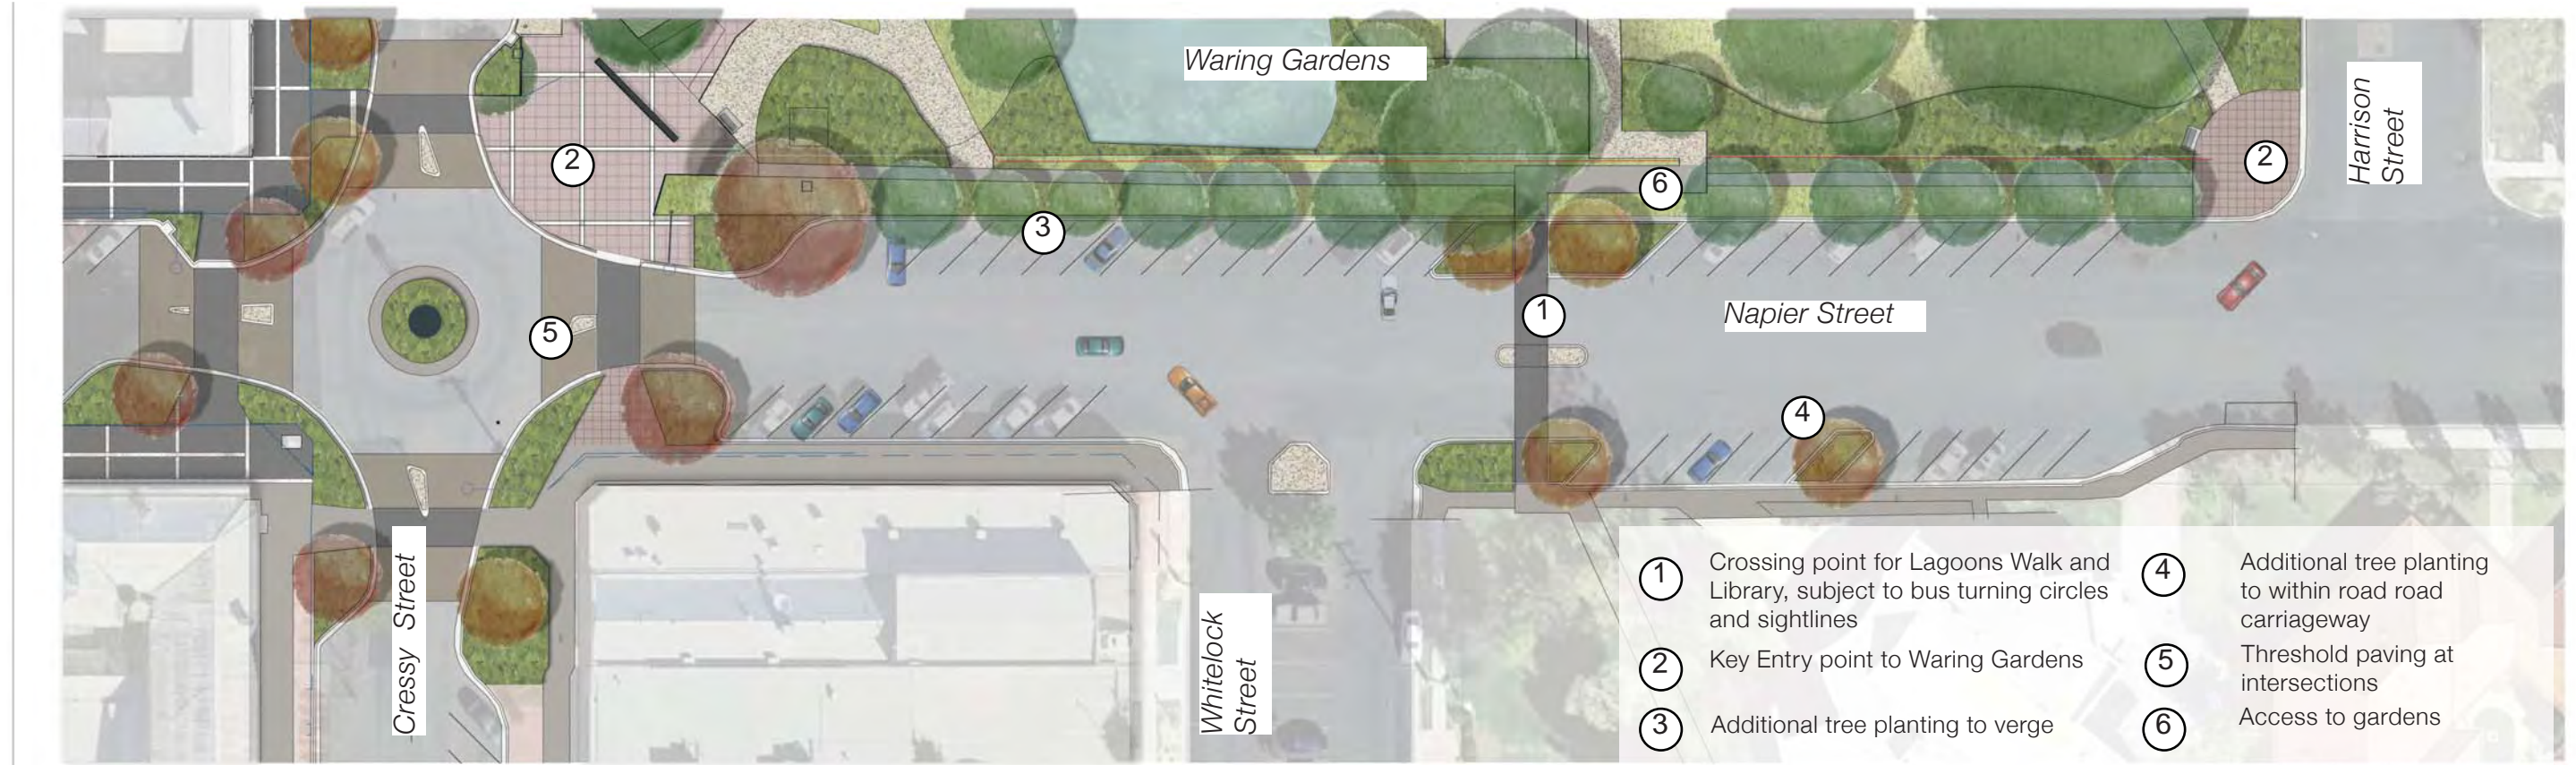 Waring Gardens
Harrison
Street
2
2
6
3
1
Napier Street
5
4
Cressy Street
Whitelock
Street
1 Crossing point for Lagoons Walk and
Library, subject to bus turning circles
and sightlines
2 Key Entry point to Waring Gardens
3 Additional tree planting to verge
4 Additional tree planting
to within road road
carriageway
5 Threshold paving at
intersections
6 Access to gardens